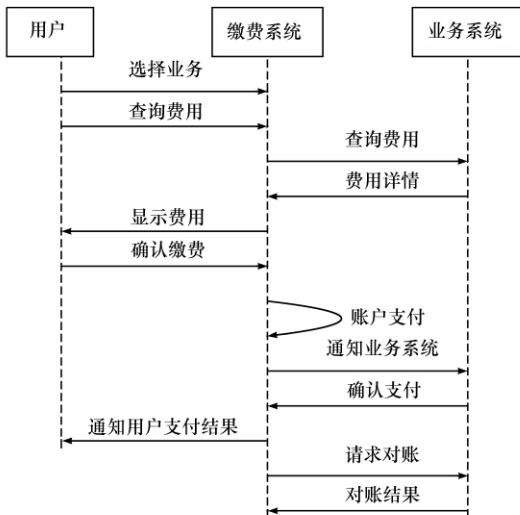 用户
缴费系统
业务系统
选择业务
查询费用
查询费用
费用详情
显示费用
确认缴费
账户支付
通知业务系统
确认支付
通知用户支付结果
请求对账
对账结果